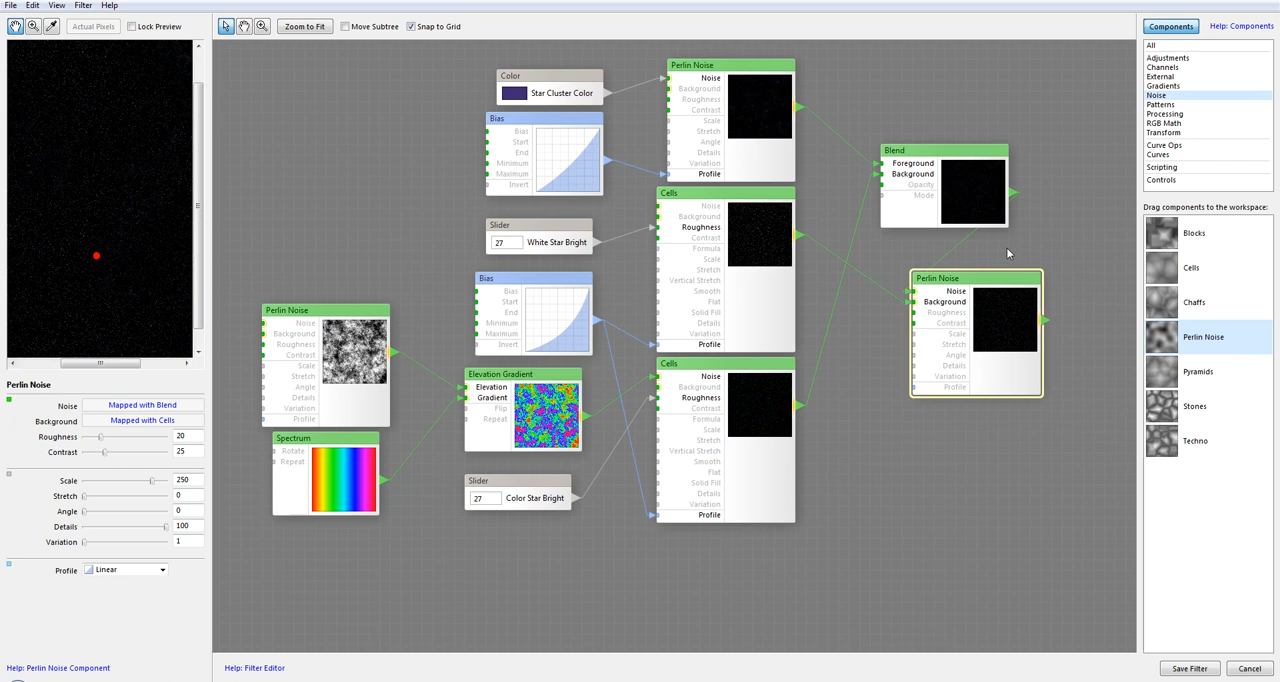 File Edit View Filter Help
Actual Pixels Lock Preview
Zoom to Fit Move Subtree Snap to Grid
Components Help: Components
Perlin Noise
Noise Mapped with Blend
Background Mapped with Cells
Roughness 20
Contrast 25
Scale 250
Stretch 0
Angle 0
Details 100
Variation 1
Profile Linear
Help: Perlin Noise Component
Perlin Noise
Noise
Background
Roughness
Contrast
Scale
Stretch
Angle
Details
Variation
Profile
Spectrum
Rotate
Repeat
Color
Star Cluster Color
Bias
Bias
Start
End
Minimum
Maximum
Invert
Slider
27 White Star Bright
Bias
Bias
Start
End
Minimum
Maximum
Invert
Elevation Gradient
Elevation
Gradient
Flip
Repeat
Slider
27 Color Star Bright
Perlin Noise
Noise
Background
Roughness
Contrast
Scale
Stretch
Angle
Details
Variation
Profile
Cells
Noise
Background
Roughness
Contrast
Formula
Scale
Stretch
Vertical Stretch
Smooth
Flat
Solid Fill
Details
Variation
Profile
Cells
Noise
Background
Roughness
Contrast
Formula
Scale
Stretch
Vertical Stretch
Smooth
Flat
Solid Fill
Details
Variation
Profile
Blend
Foreground
Background
Opacity
Mode
Perlin Noise
Noise
Background
Roughness
Contrast
Scale
Stretch
Angle
Details
Variation
Profile
Help: Filter Editor
All
Adjustments
Channels
External
Gradients
Noise
Patterns
Processing
RGB Math
Transform
Curve Ops
Curves
Scripting
Controls
Drag components to the workspace:
Blocks
Cells
Chaffs
Perlin Noise
Pyramids
Stones
Techno
Save Filter Cancel